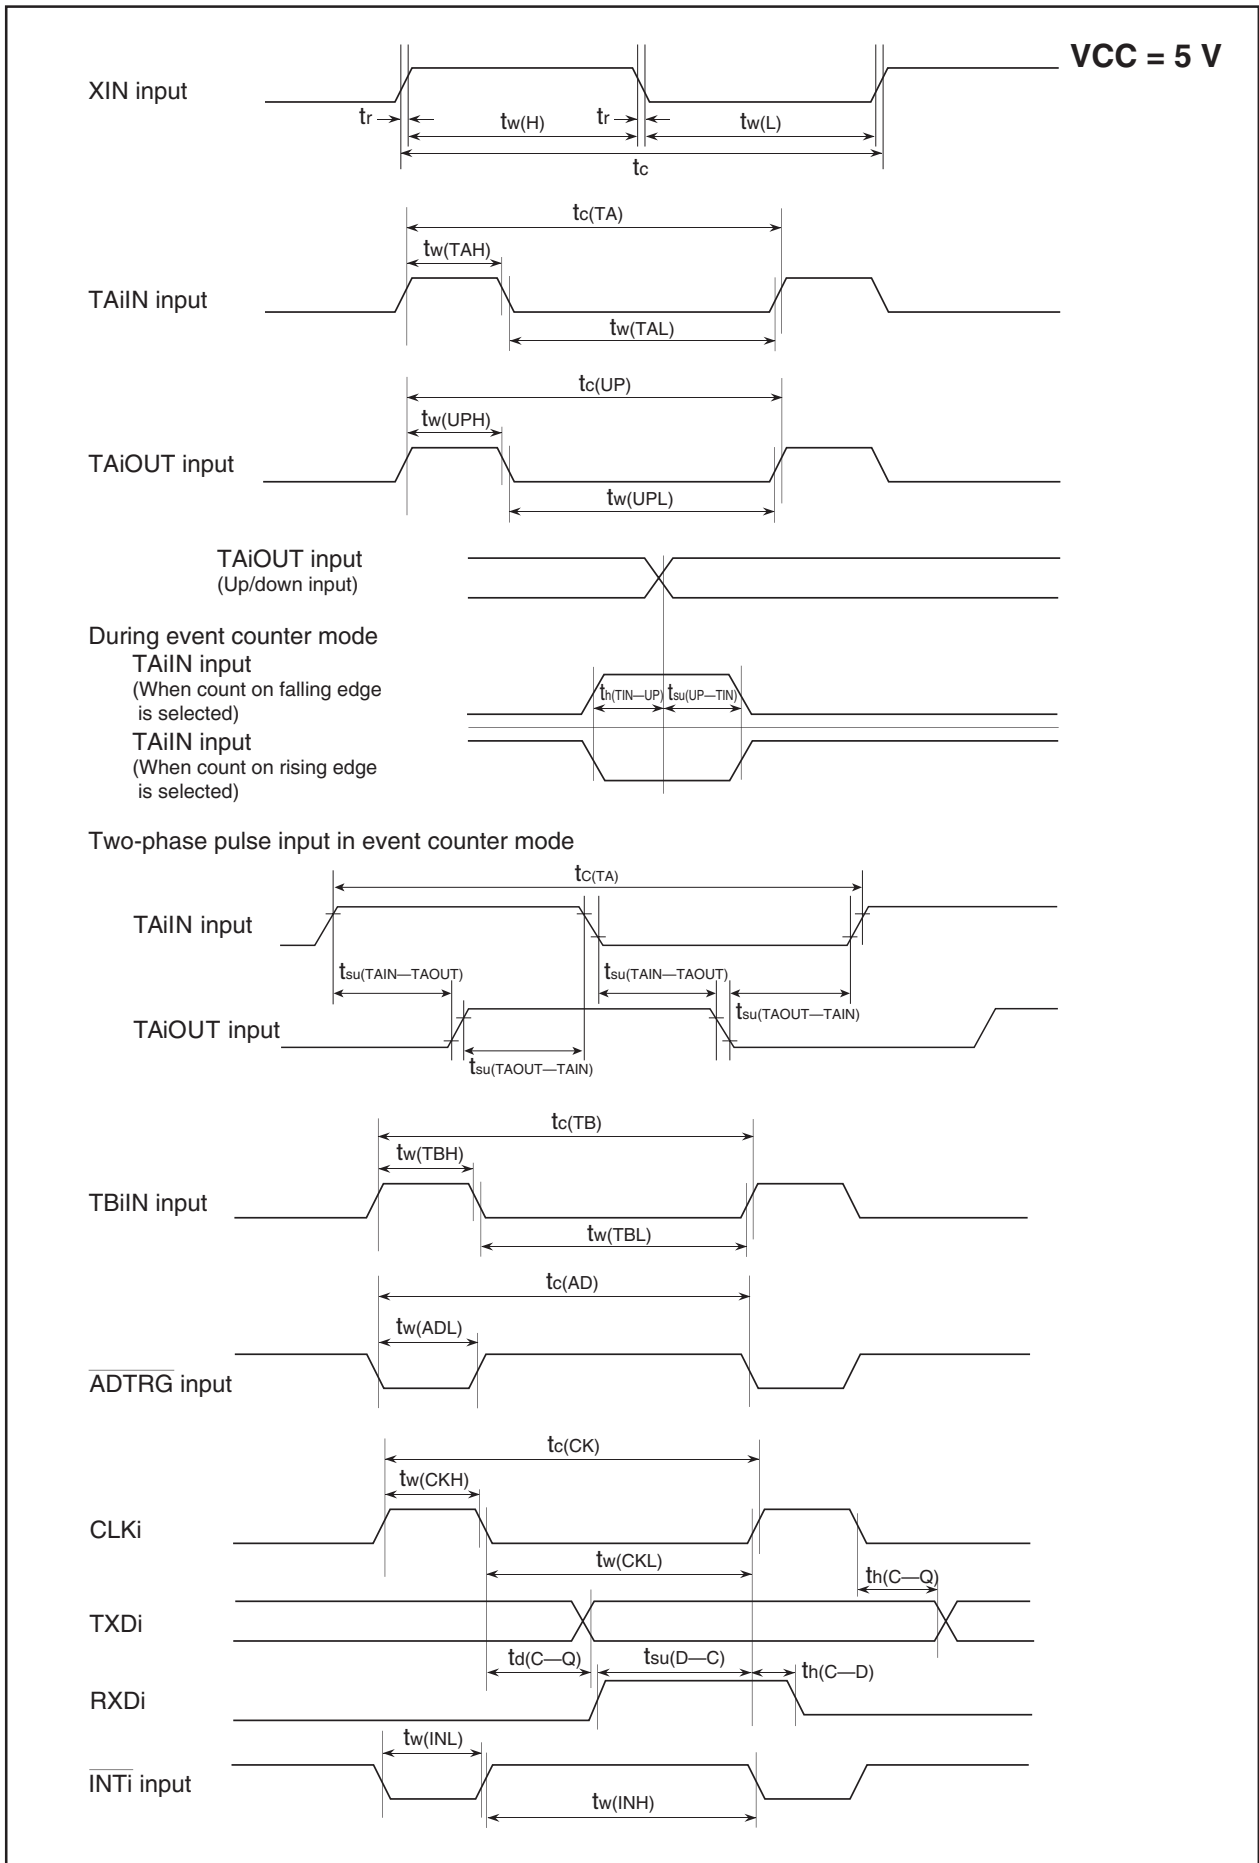 VCC = 5 V
XIN input
tr
tw(H)
tr
tw(L)
tc
tc(TA)
tw(TAH)
TAiIN input
tw(TAL)
tc(UP)
tw(UPH)
TAiOUT input
tw(UPL)
TAiOUT input
(Up/down input)
During event counter mode
TAiIN input
(When count on falling edge
is selected)
th(TIN—UP)
tsu(UP—TIN)
TAiIN input
(When count on rising edge
is selected)
Two-phase pulse input in event counter mode
tC(TA)
TAiIN input
tsu(TAIN—TAOUT)
tsu(TAIN—TAOUT)
tsu(TAOUT—TAIN)
TAiOUT input
tsu(TAOUT—TAIN)
tc(TB)
tw(TBH)
TBiIN input
tw(TBL)
tc(AD)
tw(ADL)
ADTRG input
tc(CK)
tw(CKH)
CLKi
tw(CKL)
th(C—Q)
TXDi
td(C—Q)
tsu(D—C)
th(C—D)
RXDi
tw(INL)
INTi input
tw(INH)